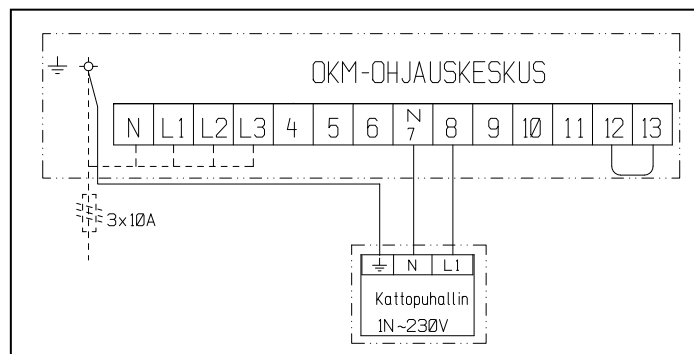 OKM-OHJAUSKESKUS
N L1 L2 L3 4 5 6 N 7 8 9 10 11 12 13
3x10A
N L1
Kattopuhallin
1N~230V